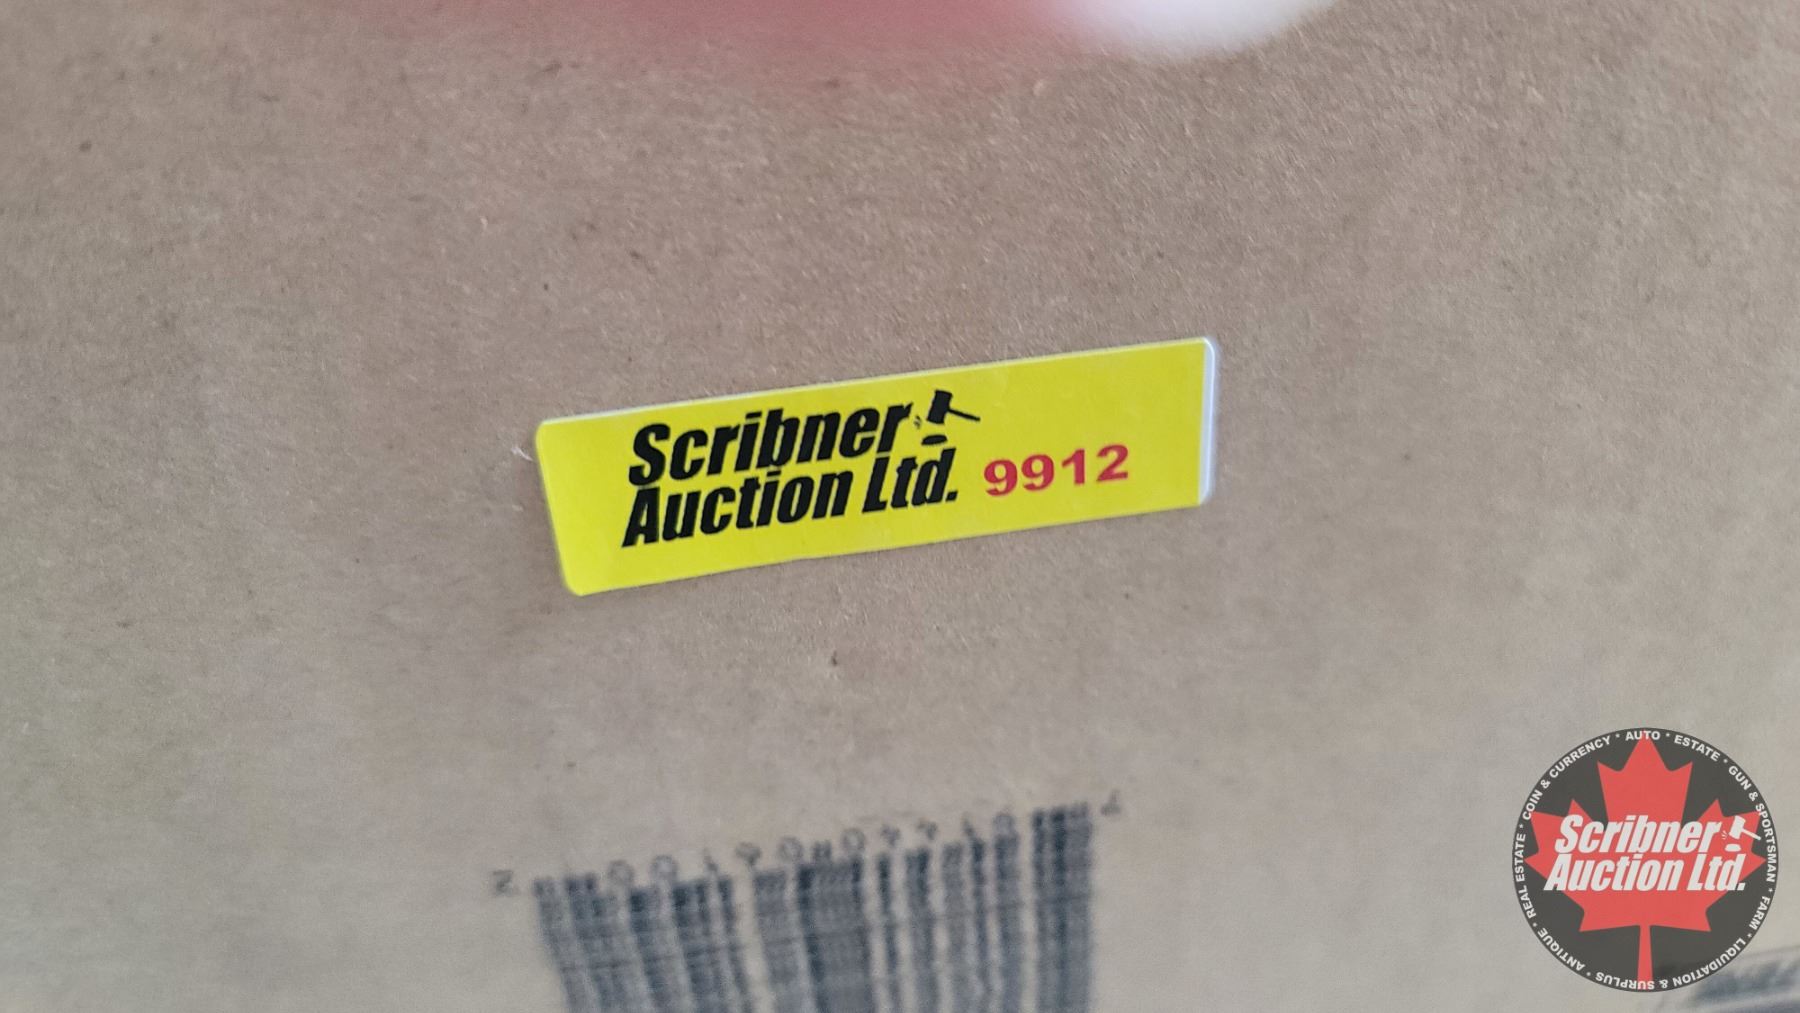 Scribner
Auction Ltd. 9912
COIN & CURRENCY * AUTO * ESTATE * GUN & SPORTSMAN * FARM * LIQUIDATION & SURPLUS * ANTIQUE * REAL ESTATE *
Scribner
Auction Ltd.